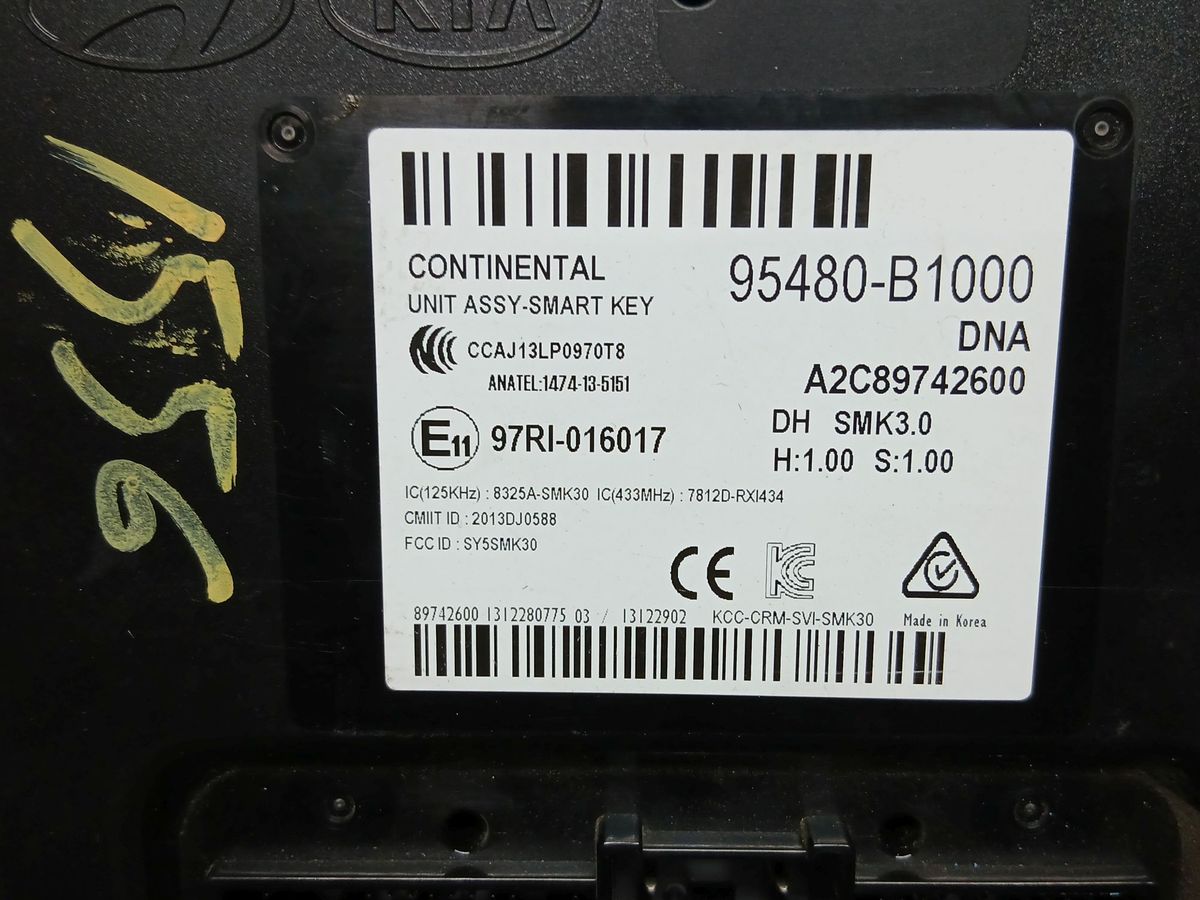 KIA
1556
CONTINENTAL
UNIT ASSY-SMART KEY
95480-B1000
DNA
CCAJ13LP0970T8
ANATEL:1474-13-5151
A2C89742600
DH SMK3.0
E11 97RI-016017
H:1.00 S:1.00
IC(125KHz) : 8325A-SMK30 IC(433MHz) : 7812D-RXI434
CMIIT ID : 2013DJ0588
FCC ID : SY5SMK30
CE KC
89742600 1312280775 03 / 13122902 KCC-CRM-SVI-SMK30 Made in Korea